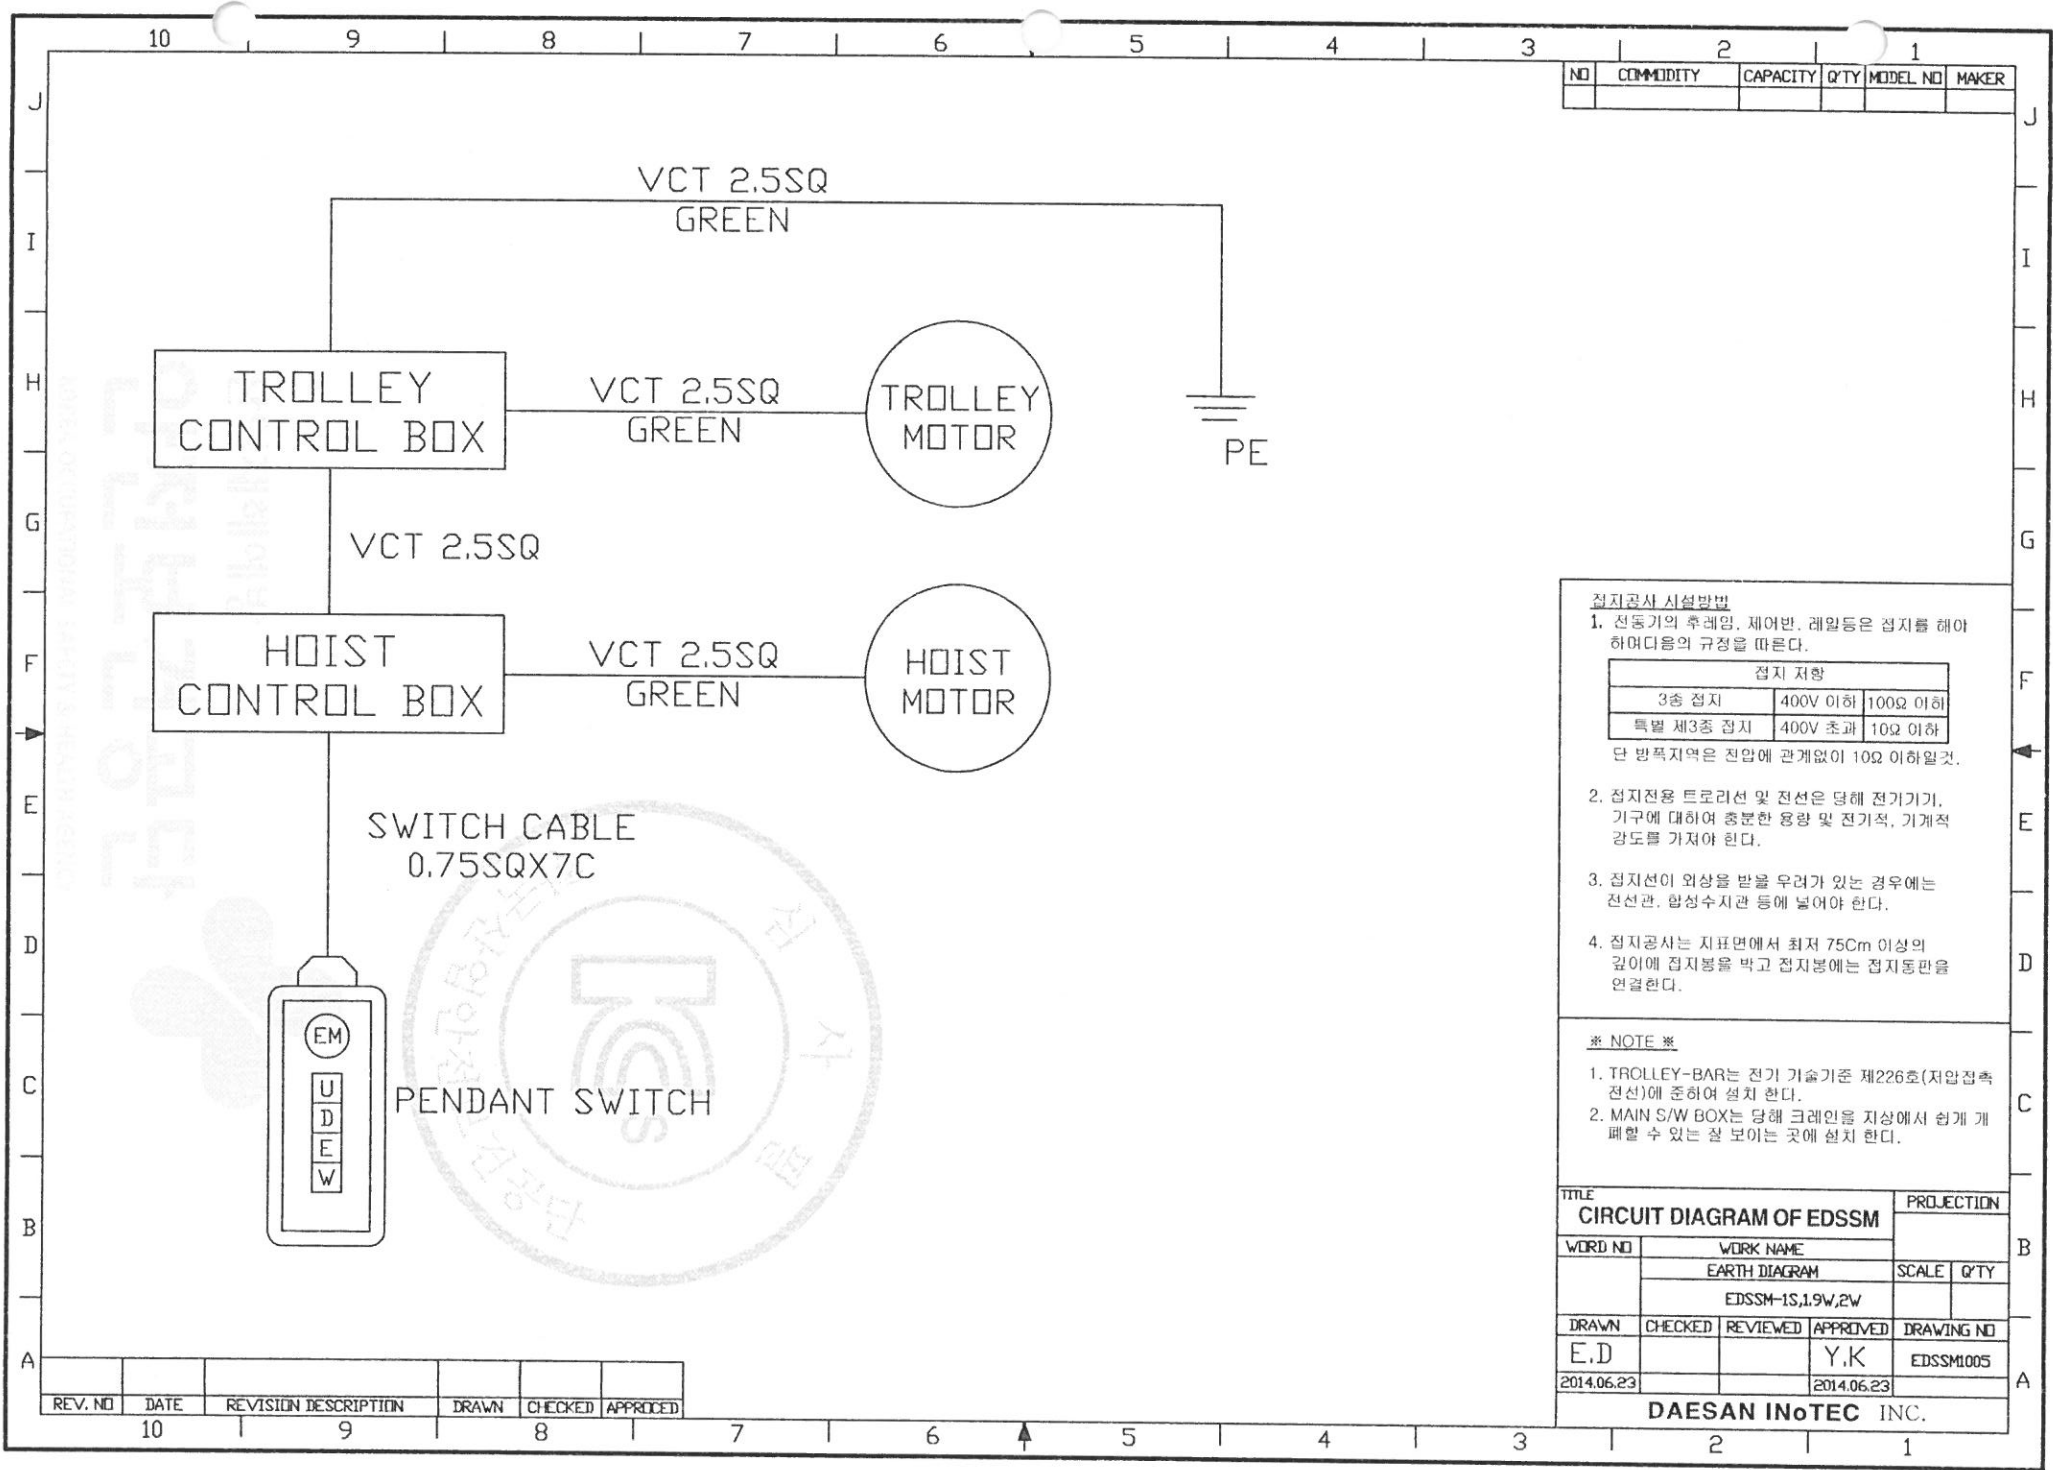 10 9 8 7 6 5 4 3 2 1
NO COMMODITY CAPACITY Q'TY MODEL NO MAKER
J J
VCT 2.5SQ
GREEN
I I
H H
TROLLEY
CONTROL BOX
VCT 2.5SQ
GREEN
TROLLEY
MOTOR
PE
G G
VCT 2.5SQ
HOIST
CONTROL BOX
VCT 2.5SQ
GREEN
HOIST
MOTOR
F F
E E
SWITCH CABLE
0.75SQX7C
D D
EM
U
D
E
W
PENDANT SWITCH
C C
B B
A A
접지공사 시설방법
1. 전동기의 후레임, 제어반, 레일등은 접지를 해야
하며다음의 규정을 따른다.
접지 저항
3종 접지 400V 이하 100Ω 이하
특별 제3종 접지 400V 초과 10Ω 이하
단 방폭지역은 전압에 관계없이 10Ω 이하일것.
2. 접지전용 트로리선 및 전선은 당해 전기기기,
기구에 대하여 충분한 용량 및 전기적, 기계적
강도를 가져야 한다.
3. 접지선이 외상을 받을 우려가 있는 경우에는
전선관, 합성수지관 등에 넣어야 한다.
4. 접지공사는 지표면에서 최저 75Cm 이상의
깊이에 접지봉을 박고 접지봉에는 접지동판을
연결한다.
※ NOTE ※
1. TROLLEY-BAR는 전기 기술기준 제226호(저압접촉
전선)에 준하여 설치 한다.
2. MAIN S/W BOX는 당해 크레인을 지상에서 쉽게 개
폐할 수 있는 잘 보이는 곳에 설치 한다.
TITLE
CIRCUIT DIAGRAM OF EDSSM
PROJECTION
WORD NO WORK NAME
EARTH DIAGRAM SCALE Q'TY
EDSSM-1S,1.9W,2W
DRAWN CHECKED REVIEWED APPROVED DRAWING NO
E.D Y.K EDSSM1005
2014.06.23 2014.06.23
DAESAN INoTEC INC.
REV. NO DATE REVISION DESCRIPTION DRAWN CHECKED APPROCED
10 9 8 7 6 5 4 3 2 1
심사필
KCs